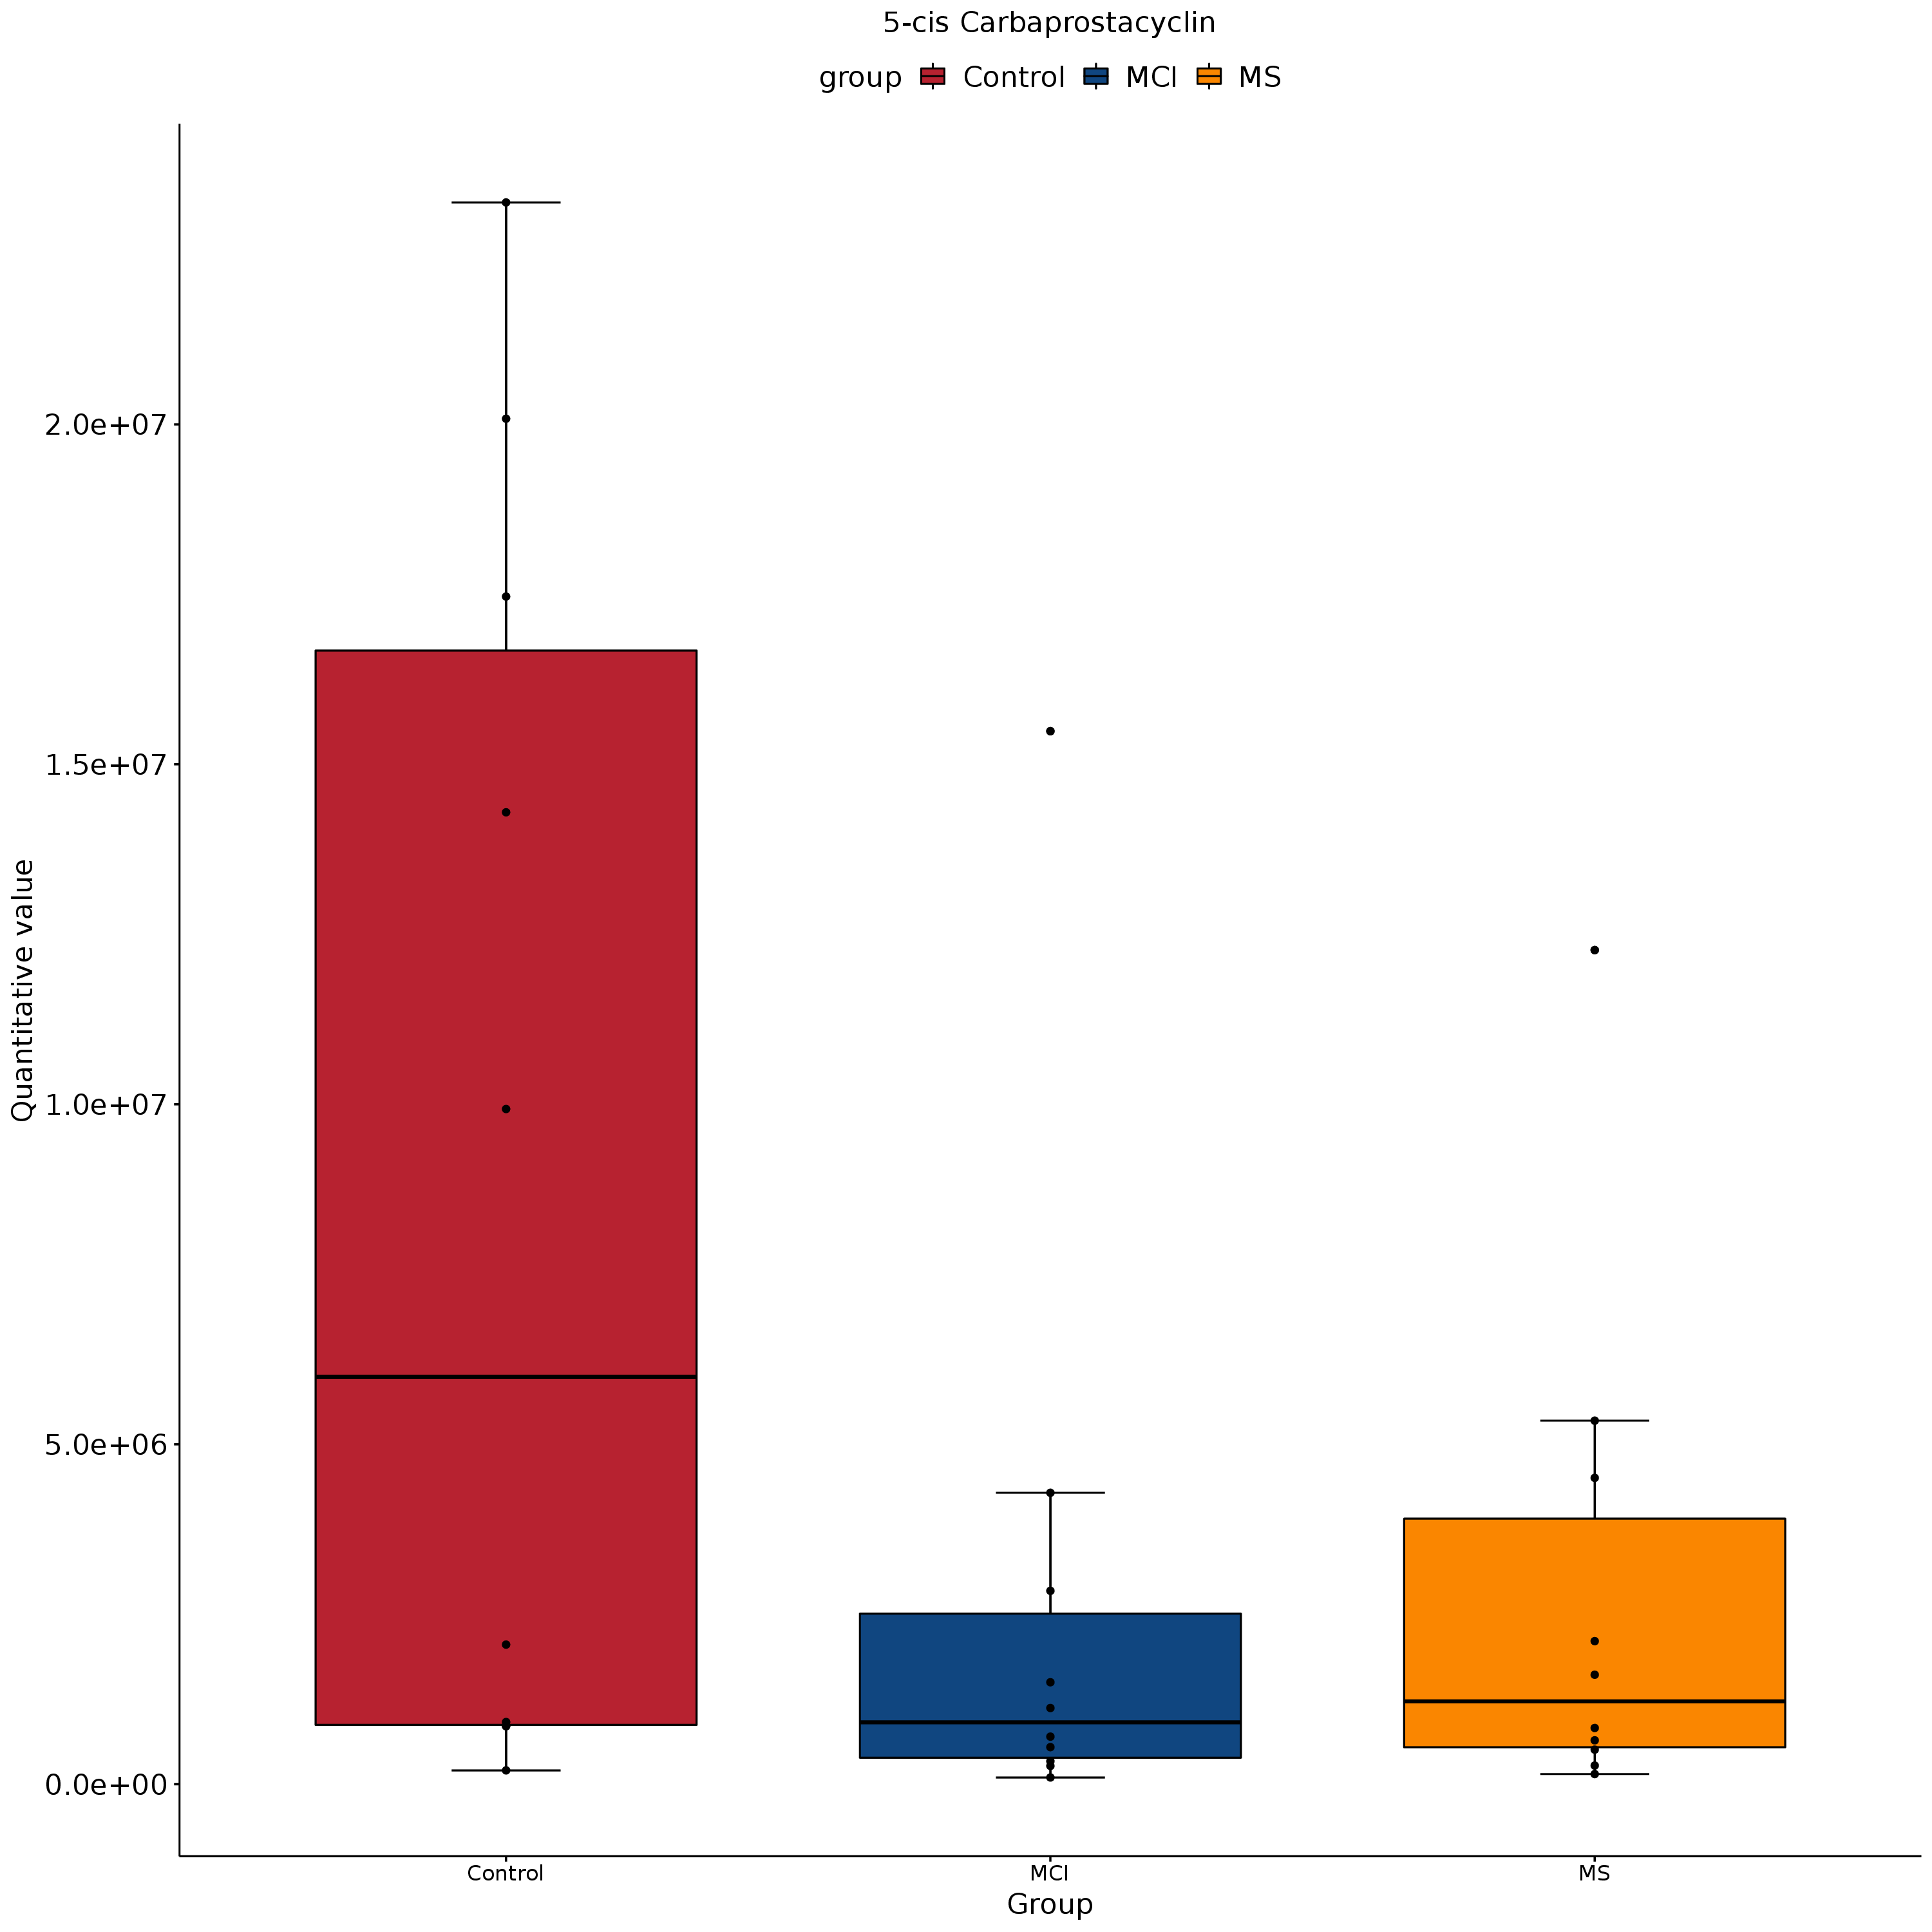 5-cis Carbaprostacyclin
group Control MCI MS
Quantitative value
2.0e+07
1.5e+07
1.0e+07
5.0e+06
0.0e+00
Control MCI MS
Group